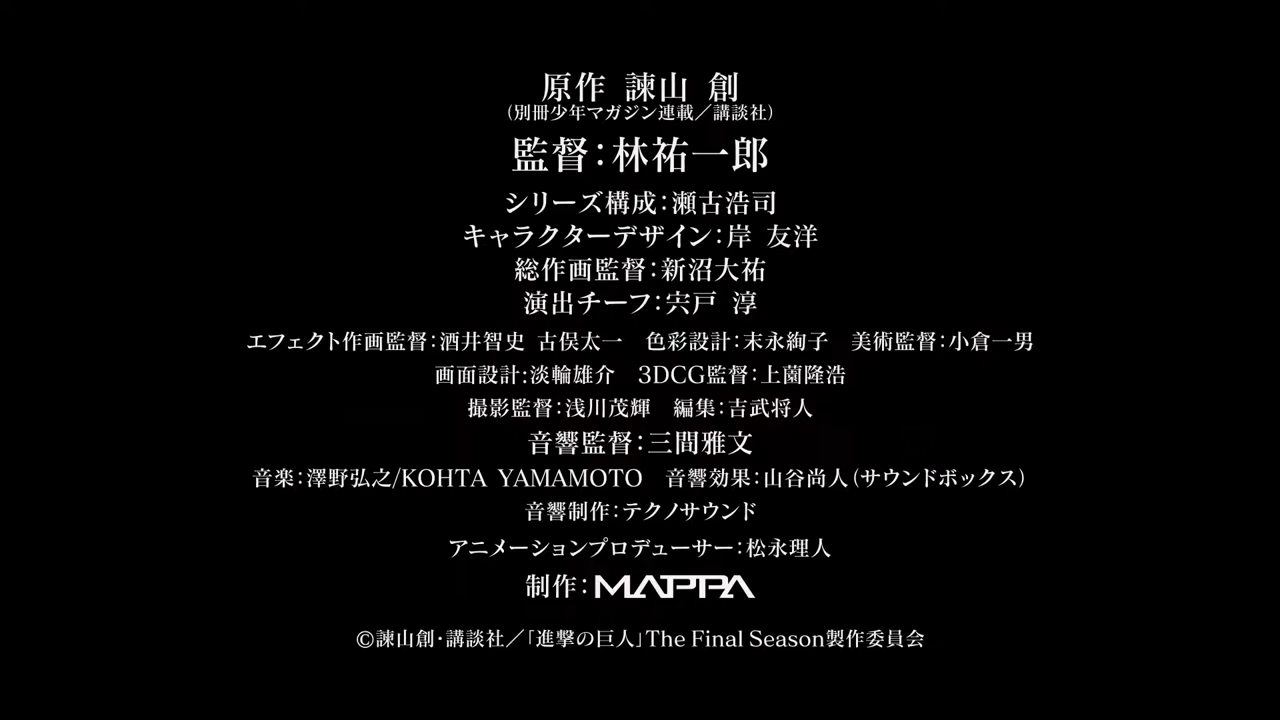 原作 諫山 創
(別冊少年マガジン連載／講談社)
監督:林祐一郎
シリーズ構成:瀬古浩司
キャラクターデザイン:岸 友洋
総作画監督:新沼大祐
演出チーフ:宍戸 淳
エフェクト作画監督:酒井智史 古俣太一 色彩設計:末永絢子 美術監督:小倉一男
画面設計:淡輪雄介 3DCG監督:上薗隆浩
撮影監督:浅川茂輝 編集:吉武将人
音響監督:三間雅文
音楽:澤野弘之/KOHTA YAMAMOTO 音響効果:山谷尚人(サウンドボックス)
音響制作:テクノサウンド
アニメーションプロデューサー:松永理人
制作:MAPPA
©諫山創・講談社／「進撃の巨人」The Final Season製作委員会